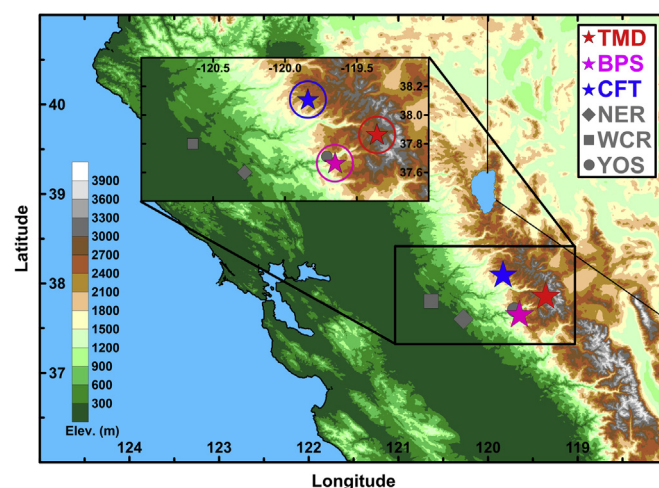 TMD
BPS
CFT
NER
WCR
YOS
-120.5 -120.0 -119.5
38.2
38.0
37.8
37.6
Latitude
40
39
38
37
3900
3600
3300
3000
2700
2400
2100
1800
1500
1200
900
600
300
Elev. (m)
124 123 122 121 120 119
Longitude